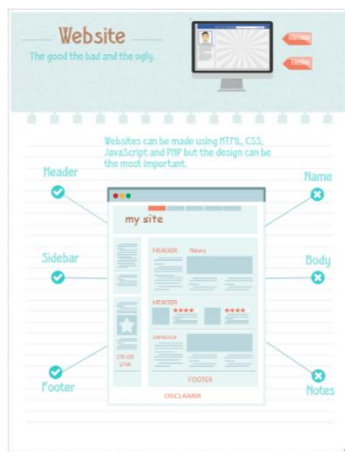 Website
The good the bad and the ugly.
Websites can be made using HTML, CSS,
JavaScript and PHP but the design can be
the most important.
Header
Name
my site
Sidebar
HEADER
News
Body
HEADER
FOOTER
Footer
DISCLAIMER
Notes